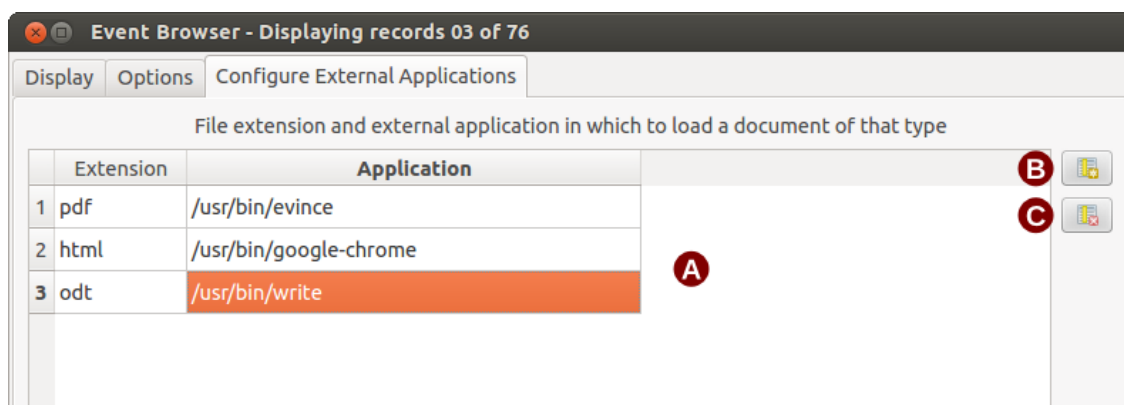 Event Browser - Displaying records 03 of 76
Display Options Configure External Applications
File extension and external application in which to load a document of that type
Extension Application B
1 pdf /usr/bin/evince C
2 html /usr/bin/google-chrome A
3 odt /usr/bin/write